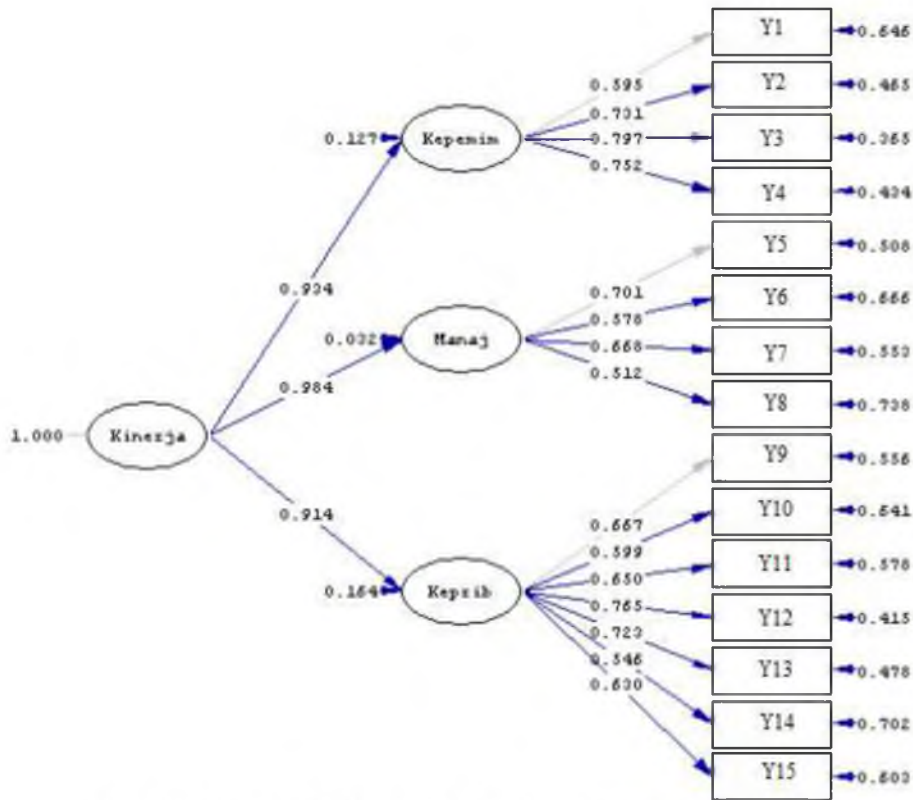 Y1 0.646
0.595
Y2 0.465
0.731
0.127 Kepemim 0.797 Y3 0.365
0.752
Y4 0.434
Y5 0.508
0.934
0.701
Y6 0.666
0.578
0.032 Manaj
0.668 Y7 0.553
0.512
0.984
Y8 0.738
1.000 Kinerja
Y9 0.556
0.914
Y10 0.641
0.667
0.599
0.650 Y11 0.578
0.164 Keprib
0.765 Y12 0.415
0.723
0.546 Y13 0.478
0.630
Y14 0.702
Y15 0.603